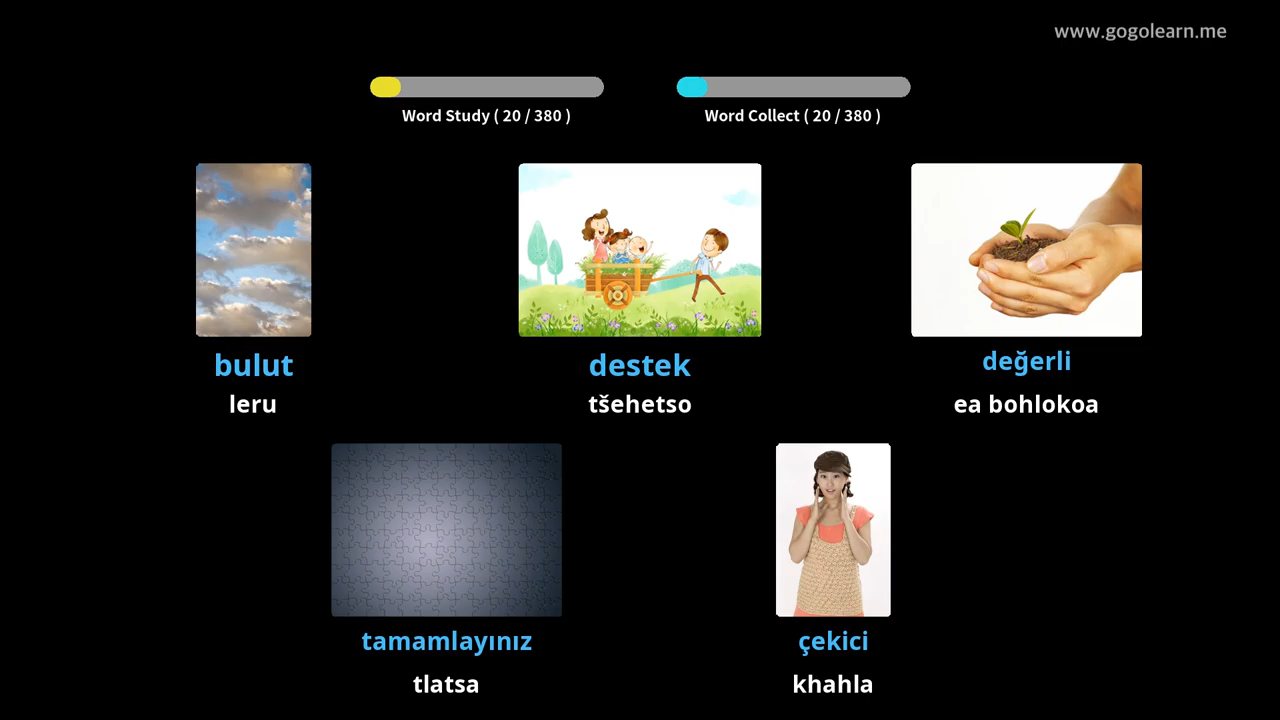 www.gogolearn.me
Word Study ( 20 / 380 )
Word Collect ( 20 / 380 )
bulut
leru
destek
tšehetso
değerli
ea bohlokoa
tamamlayınız
tlatsa
çekici
khahla